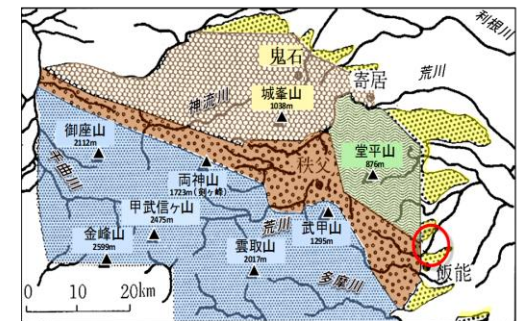 利根川
鬼石
荒川
寄居
城峯山
1038m
神流川
御座山
2112m
堂平山
876m
千曲川
両神山
1723m(剣ヶ峰)
秩父
甲武信ヶ山
2475m
荒川
武甲山
1295m
金峰山
2599m
雲取山
2017m
飯能
多摩川
0 10 20km